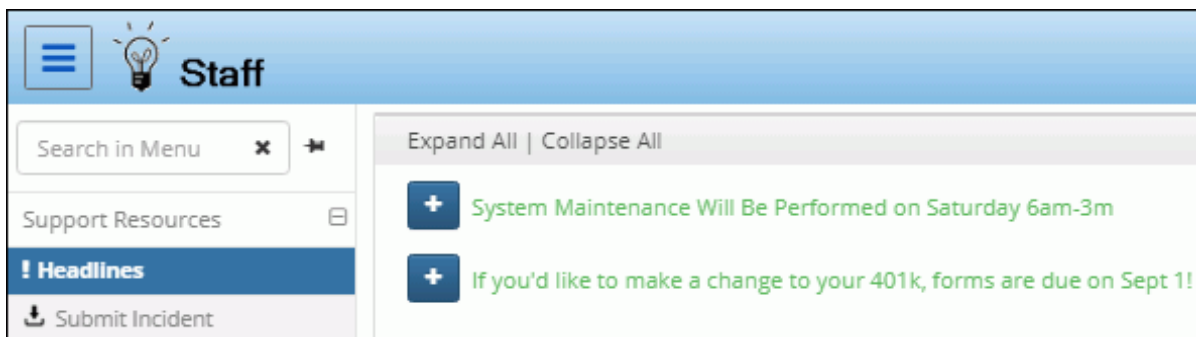 Staff
Search in Menu
Support Resources
! Headlines
Submit Incident
Expand All | Collapse All
System Maintenance Will Be Performed on Saturday 6am-3m
If you'd like to make a change to your 401k, forms are due on Sept 1!